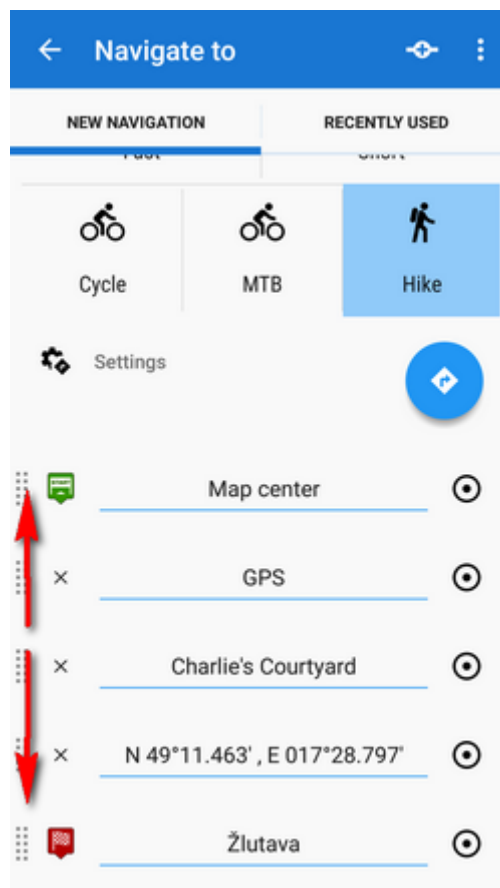 Navigate to
NEW NAVIGATION RECENTLY USED
Cycle MTB Hike
Settings
START
Map center
GPS
Charlie's Courtyard
N 49°11.463' , E 017°28.797'
Žlutava